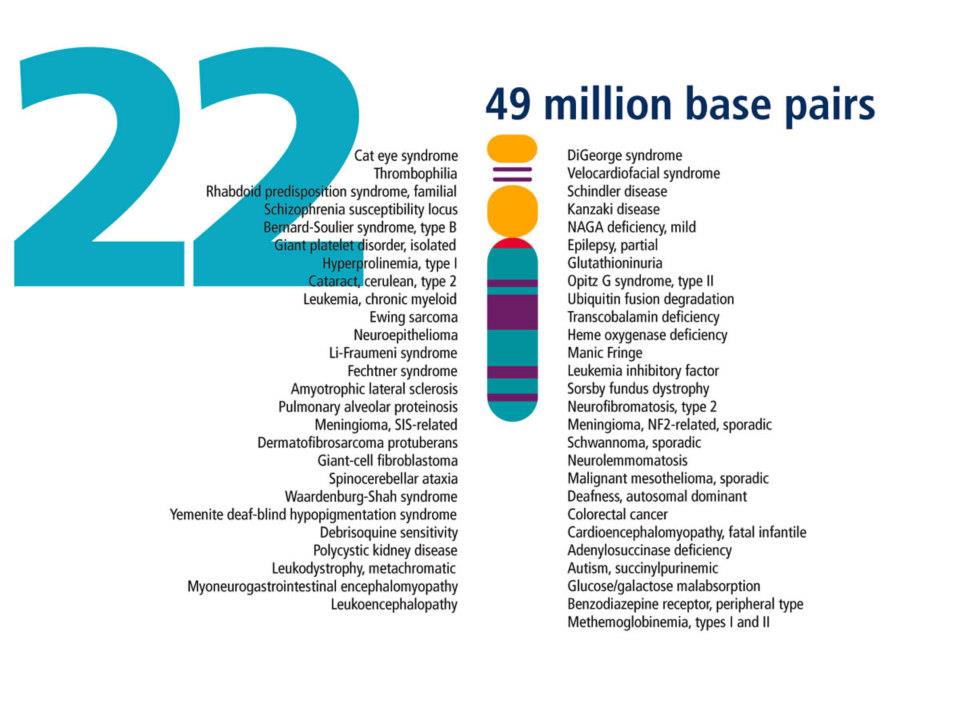 22
49 million base pairs
Cat eye syndrome
Thrombophilia
Rhabdoid predisposition syndrome, familial
Schizophrenia susceptibility locus
Bernard-Soulier syndrome, type B
Giant platelet disorder, isolated
Hyperprolinemia, type I
Cataract, cerulean, type 2
Leukemia, chronic myeloid
Ewing sarcoma
Neuroepithelioma
Li-Fraumeni syndrome
Fechtner syndrome
Amyotrophic lateral sclerosis
Pulmonary alveolar proteinosis
Meningioma, SIS-related
Dermatofibrosarcoma protuberans
Giant-cell fibroblastoma
Spinocerebellar ataxia
Waardenburg-Shah syndrome
Yemenite deaf-blind hypopigmentation syndrome
Debrisoquine sensitivity
Polycystic kidney disease
Leukodystrophy, metachromatic
Myoneurogastrointestinal encephalomyopathy
Leukoencephalopathy
DiGeorge syndrome
Velocardiofacial syndrome
Schindler disease
Kanzaki disease
NAGA deficiency, mild
Epilepsy, partial
Glutathioninuria
Opitz G syndrome, type II
Ubiquitin fusion degradation
Transcobalamin deficiency
Heme oxygenase deficiency
Manic Fringe
Leukemia inhibitory factor
Sorsby fundus dystrophy
Neurofibromatosis, type 2
Meningioma, NF2-related, sporadic
Schwannoma, sporadic
Neurolemmomatosis
Malignant mesothelioma, sporadic
Deafness, autosomal dominant
Colorectal cancer
Cardioencephalomyopathy, fatal infantile
Adenylosuccinase deficiency
Autism, succinylpurinemic
Glucose/galactose malabsorption
Benzodiazepine receptor, peripheral type
Methemoglobinemia, types I and II